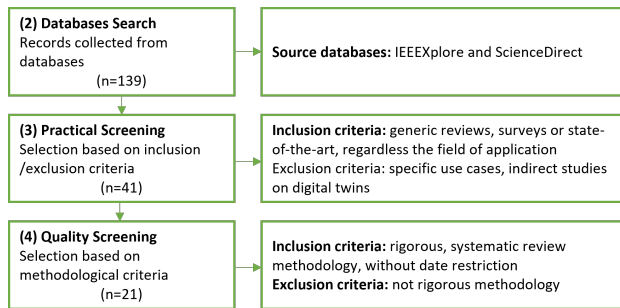 (2) Databases Search
Records collected from
databases
(n=139)
Source databases: IEEEXplore and ScienceDirect
(3) Practical Screening
Selection based on inclusion
/exclusion criteria
(n=41)
Inclusion criteria: generic reviews, surveys or state-
of-the-art, regardless the field of application
Exclusion criteria: specific use cases, indirect studies
on digital twins
(4) Quality Screening
Selection based on
methodological criteria
(n=21)
Inclusion criteria: rigorous, systematic review
methodology, without date restriction
Exclusion criteria: not rigorous methodology